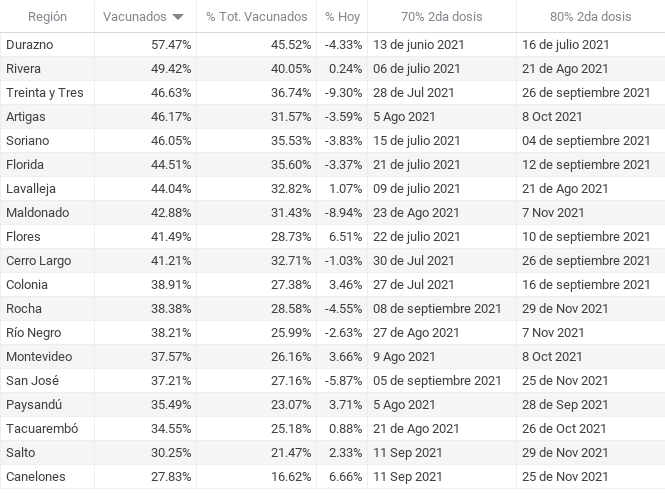 Región Vacunados % Tot. Vacunados % Hoy 70% 2da dosis 80% 2da dosis
Durazno 57.47% 45.52% -4.33% 13 de junio 2021 16 de julio 2021
Rivera 49.42% 40.05% 0.24% 06 de julio 2021 21 de Ago 2021
Treinta y Tres 46.63% 36.74% -9.30% 28 de Jul 2021 26 de septiembre 2021
Artigas 46.17% 31.57% -3.59% 5 Ago 2021 8 Oct 2021
Soriano 46.05% 35.53% -3.83% 15 de julio 2021 04 de septiembre 2021
Florida 44.51% 35.60% -3.37% 21 de julio 2021 12 de septiembre 2021
Lavalleja 44.04% 32.82% 1.07% 09 de julio 2021 21 de Ago 2021
Maldonado 42.88% 31.43% -8.94% 23 de Ago 2021 7 Nov 2021
Flores 41.49% 28.73% 6.51% 22 de julio 2021 10 de septiembre 2021
Cerro Largo 41.21% 32.71% -1.03% 30 de Jul 2021 26 de septiembre 2021
Colonia 38.91% 27.38% 3.46% 27 de Jul 2021 16 de septiembre 2021
Rocha 38.38% 28.58% -4.55% 08 de septiembre 2021 29 de Nov 2021
Río Negro 38.21% 25.99% -2.63% 27 de Ago 2021 7 Nov 2021
Montevideo 37.57% 26.16% 3.66% 9 Ago 2021 8 Oct 2021
San José 37.21% 27.16% -5.87% 05 de septiembre 2021 25 de Nov 2021
Paysandú 35.49% 23.07% 3.71% 5 Ago 2021 28 de Sep 2021
Tacuarembó 34.55% 25.18% 0.88% 21 de Ago 2021 26 de Oct 2021
Salto 30.25% 21.47% 2.33% 11 Sep 2021 29 de Nov 2021
Canelones 27.83% 16.62% 6.66% 11 Sep 2021 25 de Nov 2021